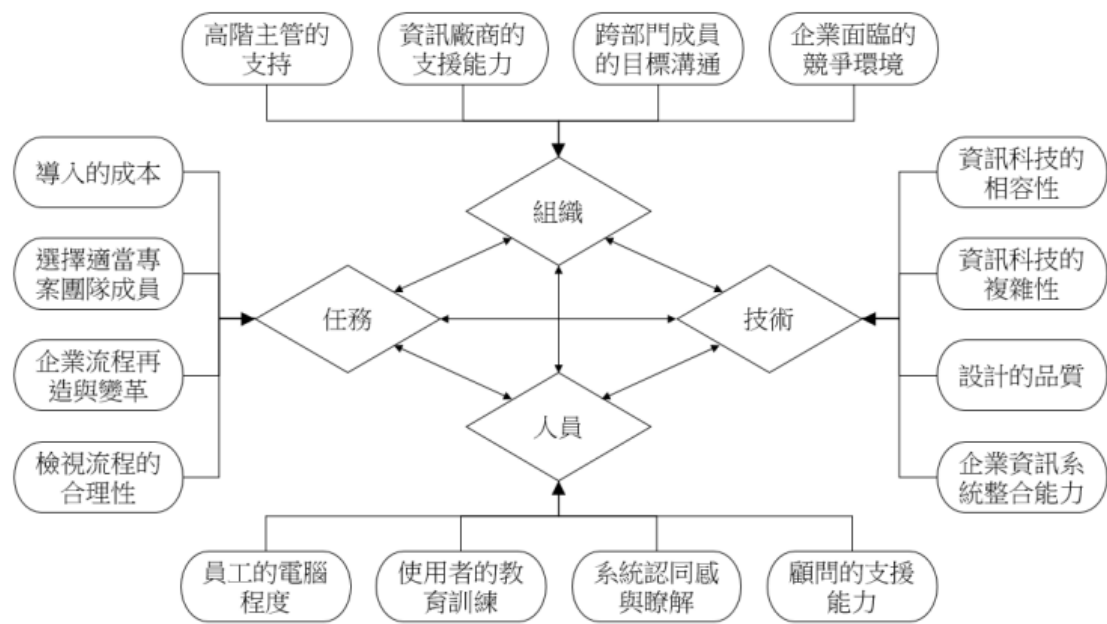 高階主管的
支持
資訊廠商的
支援能力
跨部門成員
的目標溝通
企業面臨的
競爭環境
導入的成本
選擇適當專
案團隊成員
企業流程再
造與變革
檢視流程的
合理性
組織
任務
技術
人員
資訊科技的
相容性
資訊科技的
複雜性
設計的品質
企業資訊系
統整合能力
員工的電腦
程度
使用者的教
育訓練
系統認同感
與瞭解
顧問的支援
能力